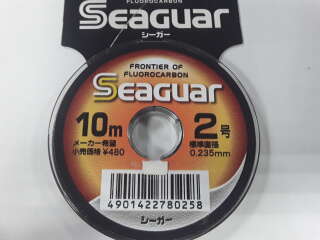 FLUOROCARBON
Seaguar
シーガー
FRONTIER OF
FLUOROCARBON
Seaguar
10m
2号
メーカー希望
小売価格 ¥480
標準直径
0.235mm
4901422780258
シーガー